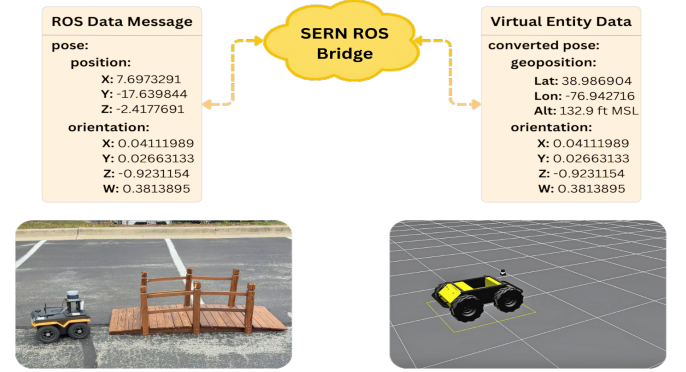 ROS Data Message
pose:
position:
X: 7.6973291
Y: -17.639844
Z: -2.4177691
orientation:
X: 0.04111989
Y: 0.02663133
Z: -0.9231154
W: 0.3813895
SERN ROS
Bridge
Virtual Entity Data
converted pose:
geoposition:
Lat: 38.986904
Lon: -76.942716
Alt: 132.9 ft MSL
orientation:
X: 0.04111989
Y: 0.02663133
Z: -0.9231154
W: 0.3813895